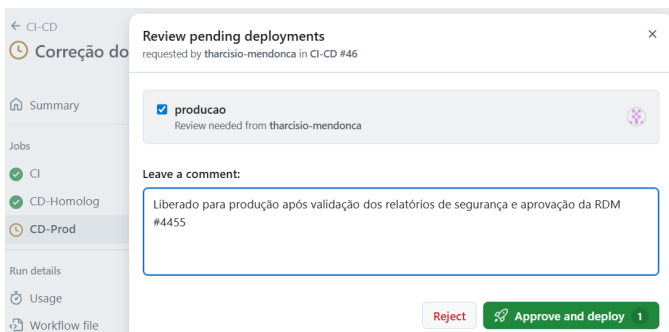 ← CI-CD
Correção do
Summary
Jobs
CI
CD-Homolog
CD-Prod
Run details
Usage
Workflow file
Review pending deployments
requested by tharcisio-mendonca in CI-CD #46
producao
Review needed from tharcisio-mendonca
Leave a comment:
Liberado para produção após validação dos relatórios de segurança e aprovação da RDM
#4455
Reject
Approve and deploy 1